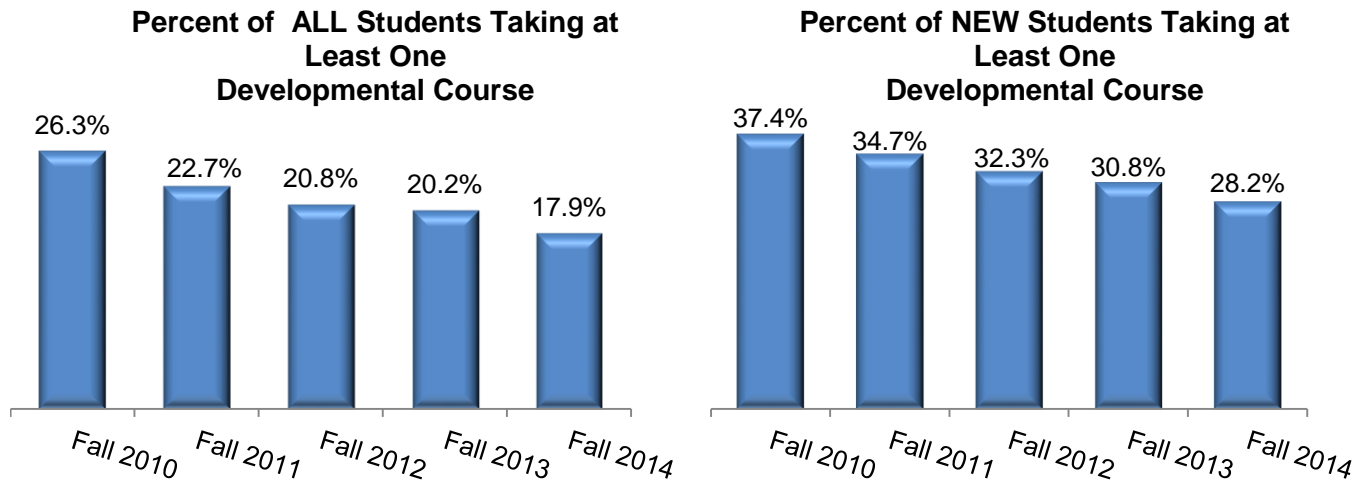 Percent of ALL Students Taking at
Least One
Developmental Course
26.3%
22.7%
20.8%
20.2%
17.9%
Fall 2010
Fall 2011
Fall 2012
Fall 2013
Fall 2014
Percent of NEW Students Taking at
Least One
Developmental Course
37.4%
34.7%
32.3%
30.8%
28.2%
Fall 2010
Fall 2011
Fall 2012
Fall 2013
Fall 2014